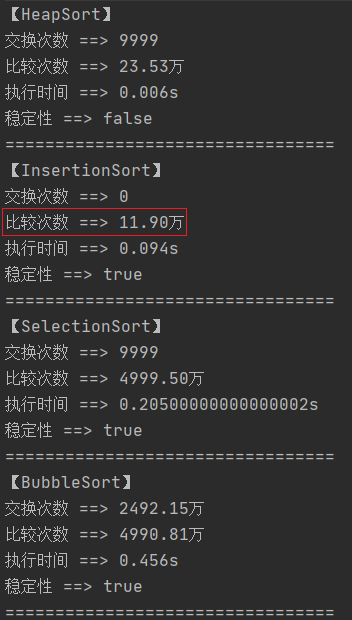 【HeapSort】
交换次数 ==> 9999
比较次数 ==> 23.53万
执行时间 ==> 0.006s
稳定性 ==> false
=================================
【InsertionSort】
交换次数 ==> 0
比较次数 ==> 11.90万
执行时间 ==> 0.094s
稳定性 ==> true
=================================
【SelectionSort】
交换次数 ==> 9999
比较次数 ==> 4999.50万
执行时间 ==> 0.20500000000000002s
稳定性 ==> true
=================================
【BubbleSort】
交换次数 ==> 2492.15万
比较次数 ==> 4990.81万
执行时间 ==> 0.456s
稳定性 ==> true
=================================